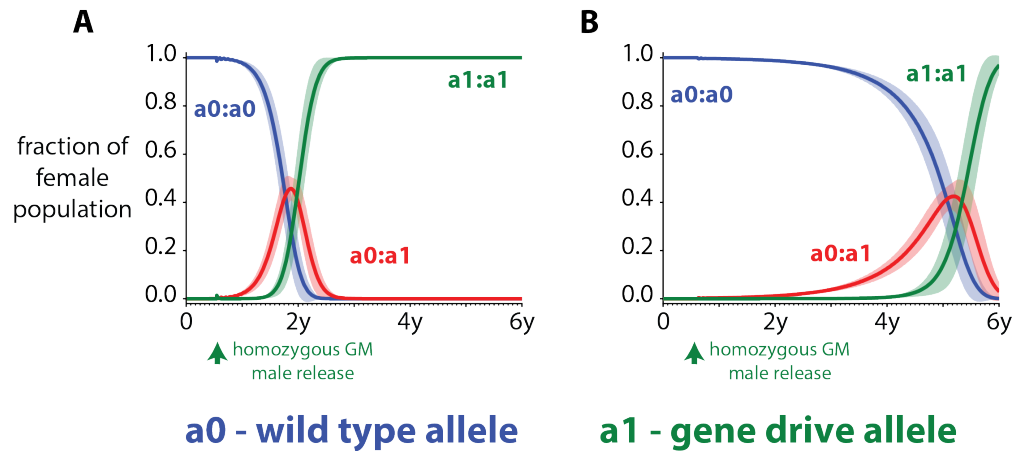 A
B
fraction of
female
population
1.0
0.8
0.6
0.4
0.2
0.0
a0:a0
a1:a1
a0:a1
0
2y
4y
6y
homozygous GM
male release
1.0
0.8
0.6
0.4
0.2
0.0
a0:a0
a1:a1
a0:a1
0
2y
4y
6y
homozygous GM
male release
a0 - wild type allele
a1 - gene drive allele